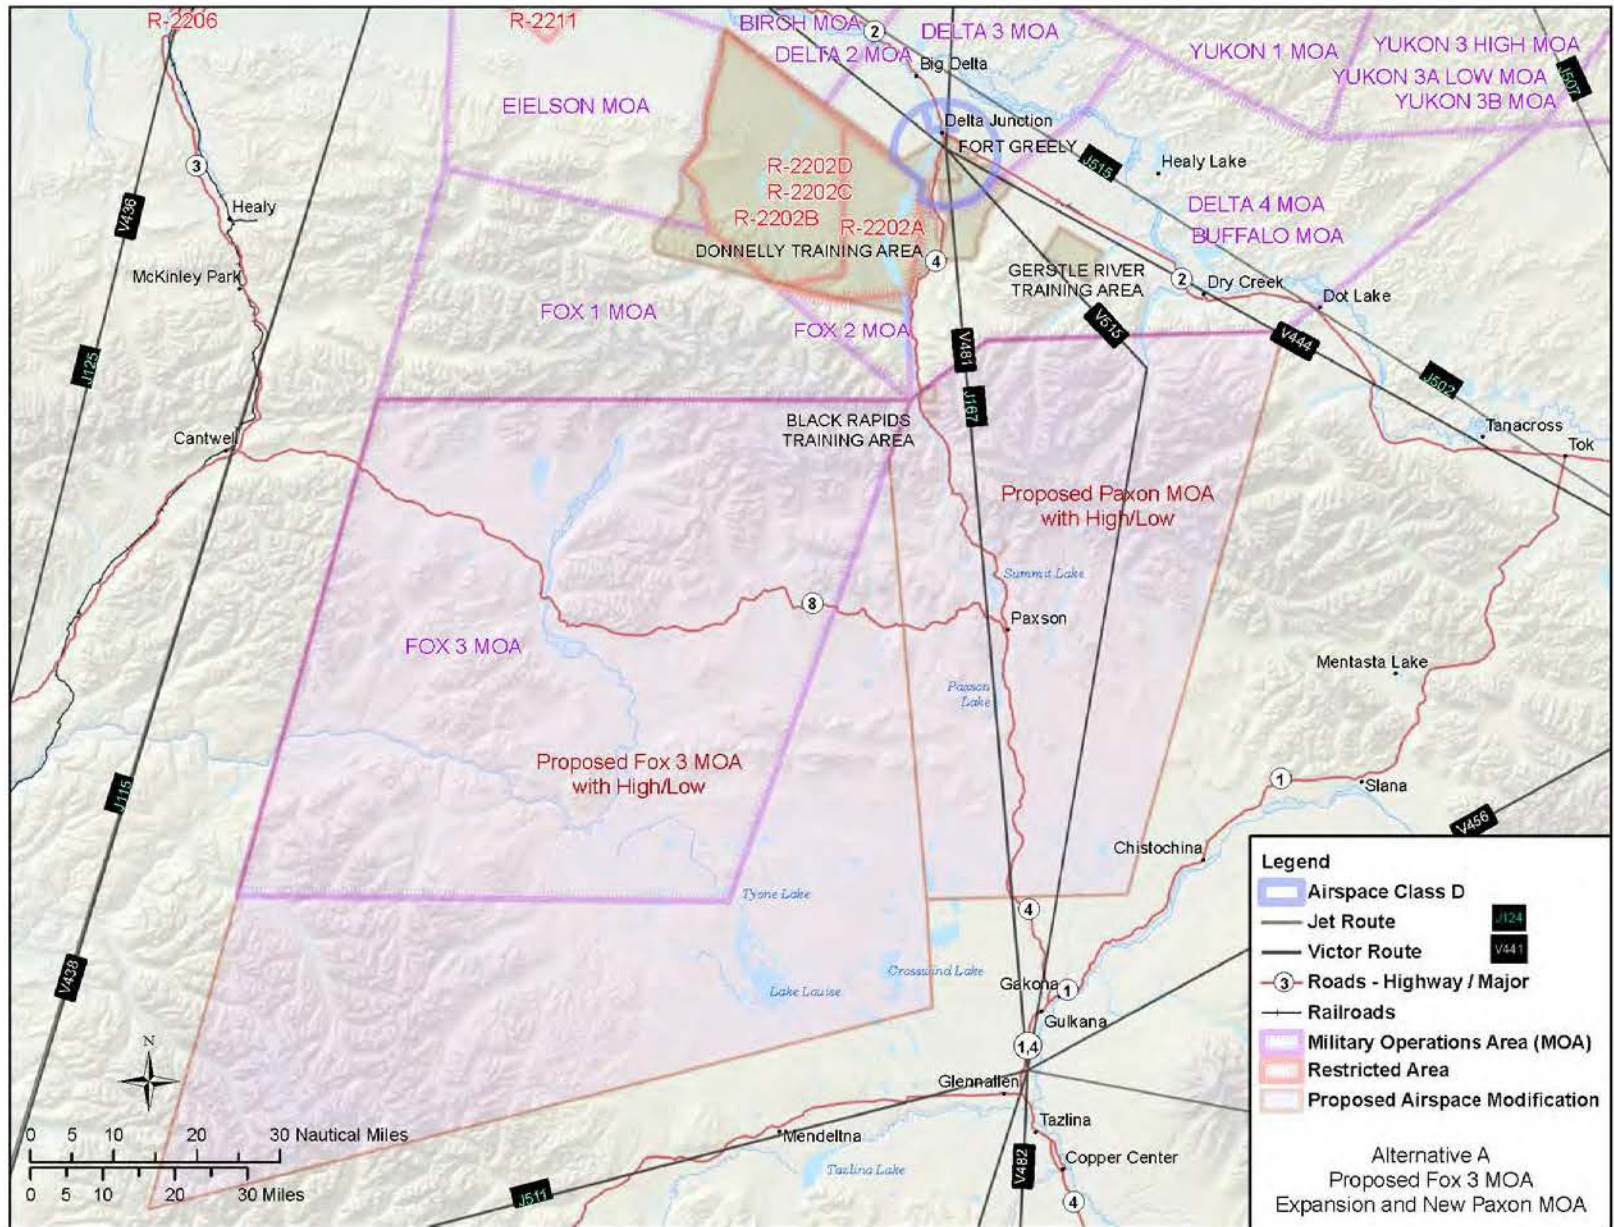 R-2206
R-2211
BIRCH MOA
2
DELTA 3 MOA
DELTA 2 MOA
Big Delta
YUKON 1 MOA
YUKON 3 HIGH MOA
YUKON 3A LOW MOA
YUKON 3B MOA
J507
EIELSON MOA
Delta Junction
FORT GREELY
J515
Healy Lake
3
R-2202D
R-2202C
R-2202B
R-2202A
DELTA 4 MOA
BUFFALO MOA
V436
Healy
DONNELLY TRAINING AREA
4
GERSTLE RIVER
TRAINING AREA
2
Dry Creek
Dot Lake
McKinley Park
FOX 1 MOA
FOX 2 MOA
V481
V515
V444
J125
J167
J502
BLACK RAPIDS
TRAINING AREA
Cantwell
Tanacross
Tok
Proposed Paxon MOA
with High/Low
Summit Lake
8
Paxson
FOX 3 MOA
Mentasta Lake
Paxson
Lake
Proposed Fox 3 MOA
with High/Low
J115
1
Slana
V456
Chistochina
Tyone Lake
4
V438
Crosswind Lake
Gakona
1
Lake Louise
Gulkana
1,4
Glennallen
Tazlina
Mendeltna
Tazlina Lake
V482
Copper Center
J511
4
N
0 5 10 20 30 Nautical Miles
0 5 10 20 30 Miles
Legend
Airspace Class D
Jet Route J124
Victor Route V441
3 Roads - Highway / Major
Railroads
Military Operations Area (MOA)
Restricted Area
Proposed Airspace Modification
Alternative A
Proposed Fox 3 MOA
Expansion and New Paxon MOA